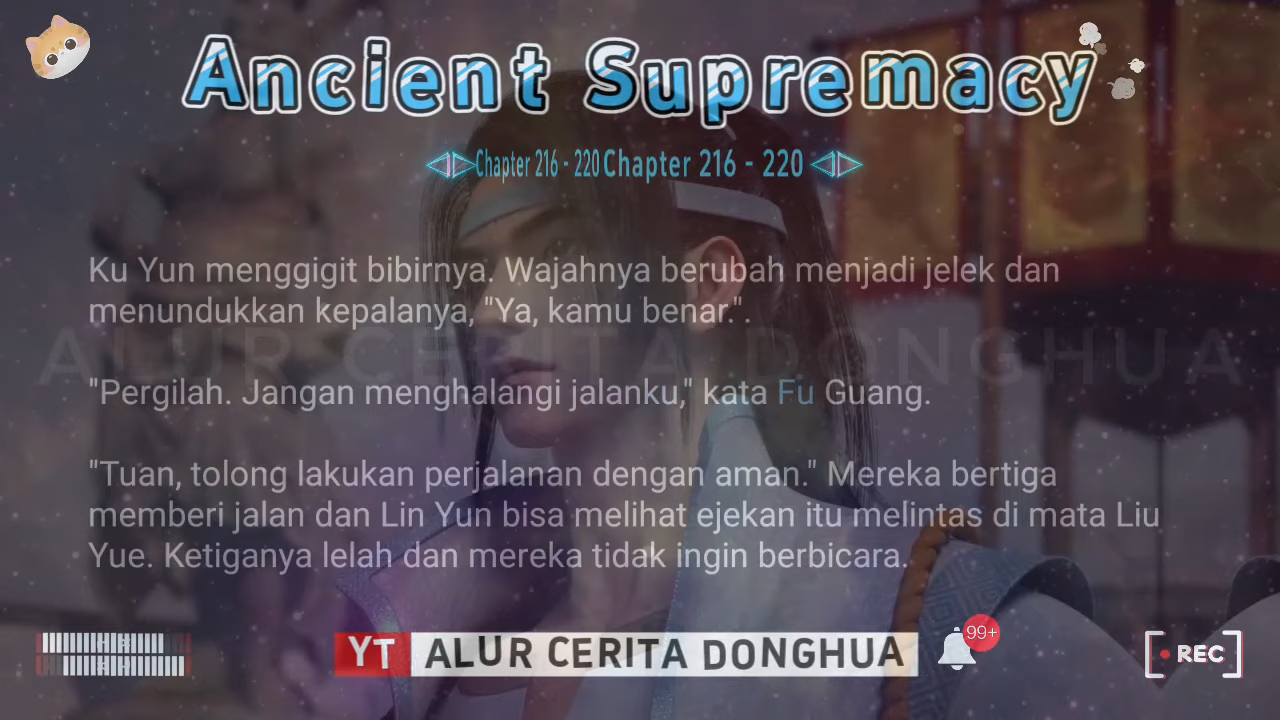 Ancient Supremacy
Chapter 216 - 220 Chapter 216 - 220
Ku Yun menggigit bibirnya. Wajahnya berubah menjadi jelek dan
menundukkan kepalanya, "Ya, kamu benar.".
ALUR CERITA DONGHUA
"Pergilah. Jangan menghalangi jalanku," kata Fu Guang.
"Tuan, tolong lakukan perjalanan dengan aman." Mereka bertiga
memberi jalan dan Lin Yun bisa melihat ejekan itu melintas di mata Liu
Yue. Ketiganya lelah dan mereka tidak ingin berbicara.
YT ALUR CERITA DONGHUA
99+
REC